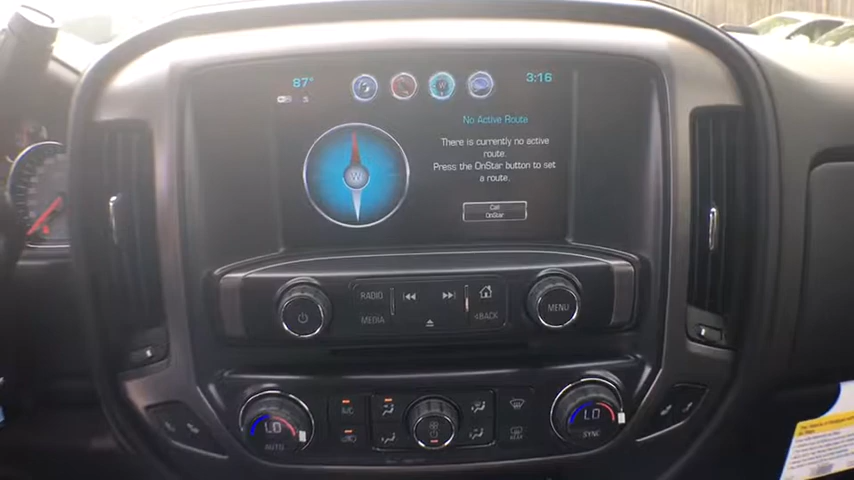 87°
3:16
No Active Route
There is currently no active
route.
Press the OnStar button to set
a route.
Call
OnStar
W
RADIO
MEDIA
<BACK
MENU
LO
AUTO
A/C
REAR
LO
SYNC